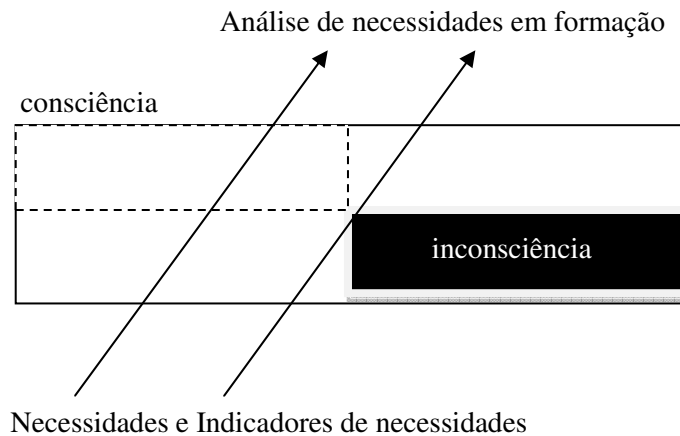 Análise de necessidades em formação
consciência
inconsciência
Necessidades e Indicadores de necessidades